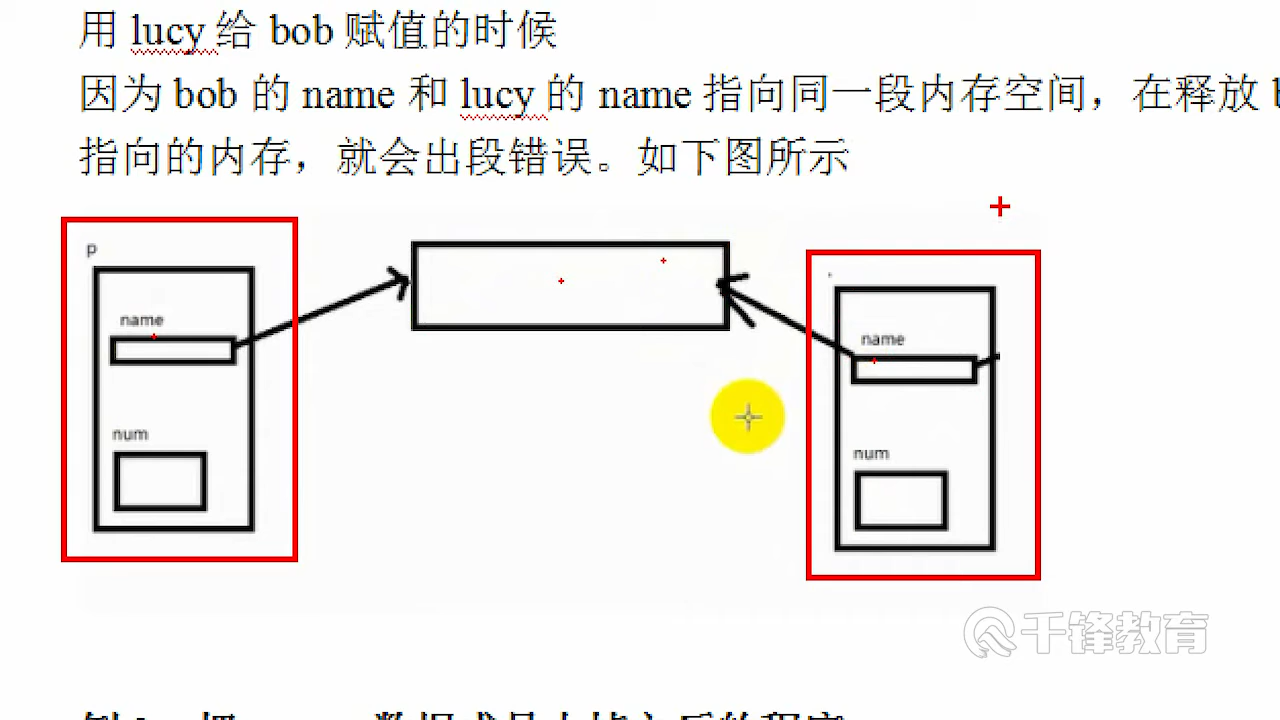 用 lucy 给 bob 赋值的时候
因为 bob 的 name 和 lucy 的 name 指向同一段内存空间，在释放 b
指向的内存，就会出段错误。如下图所示
p
name
num
name
num
千锋教育